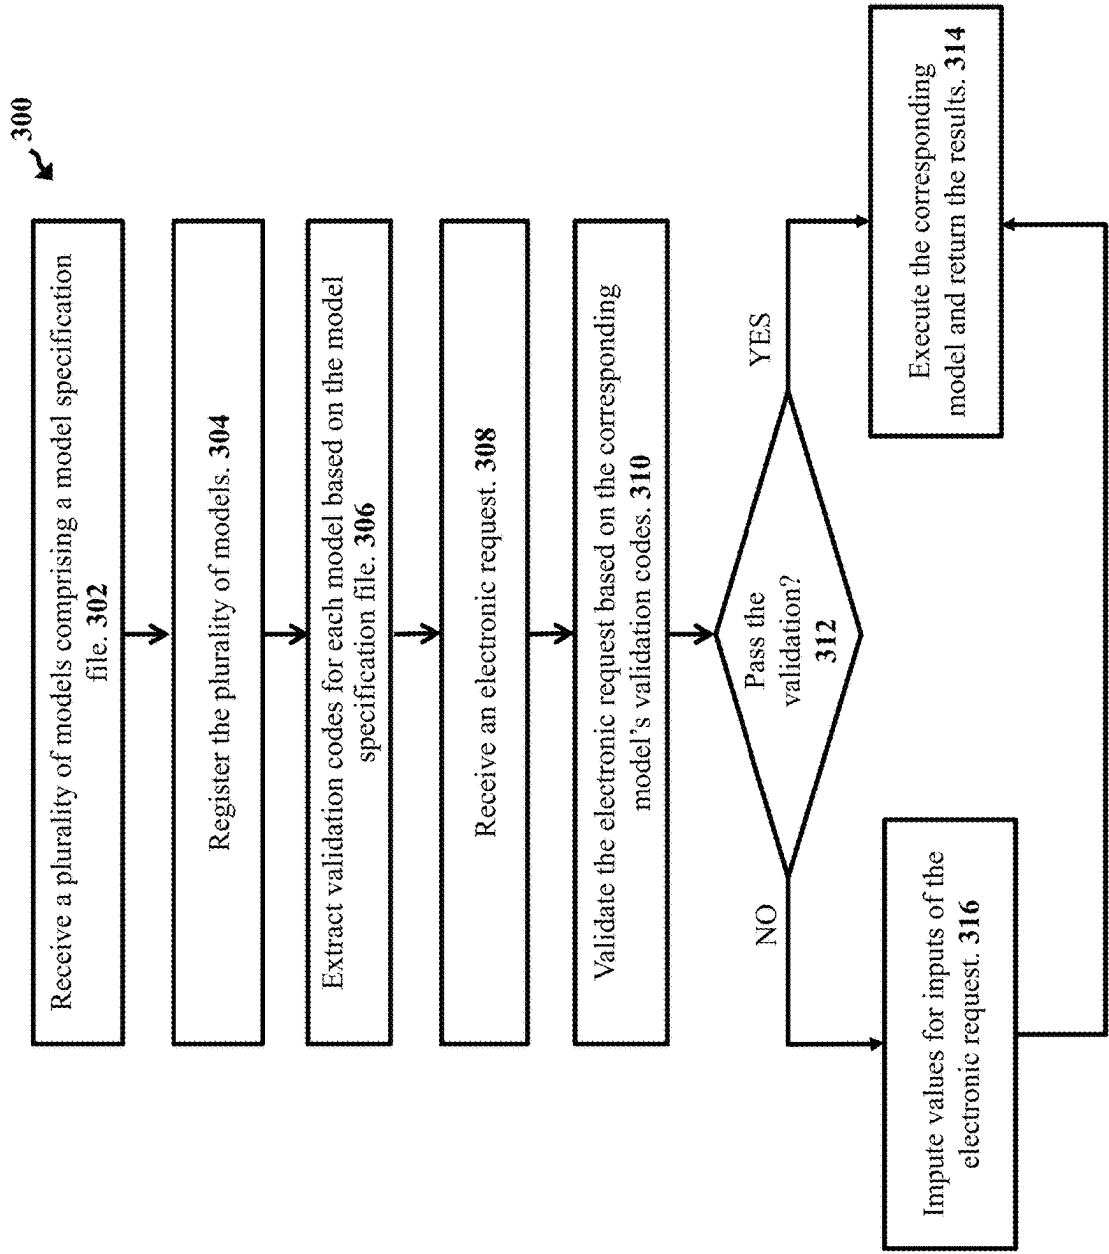 300
Receive a plurality of models comprising a model specification
file. 302
Register the plurality of models. 304
Extract validation codes for each model based on the model
specification file. 306
Receive an electronic request. 308
Validate the electronic request based on the corresponding
model's validation codes. 310
Pass the
validation?
312
NO
YES
Impute values for inputs of the
electronic request. 316
Execute the corresponding
model and return the results. 314